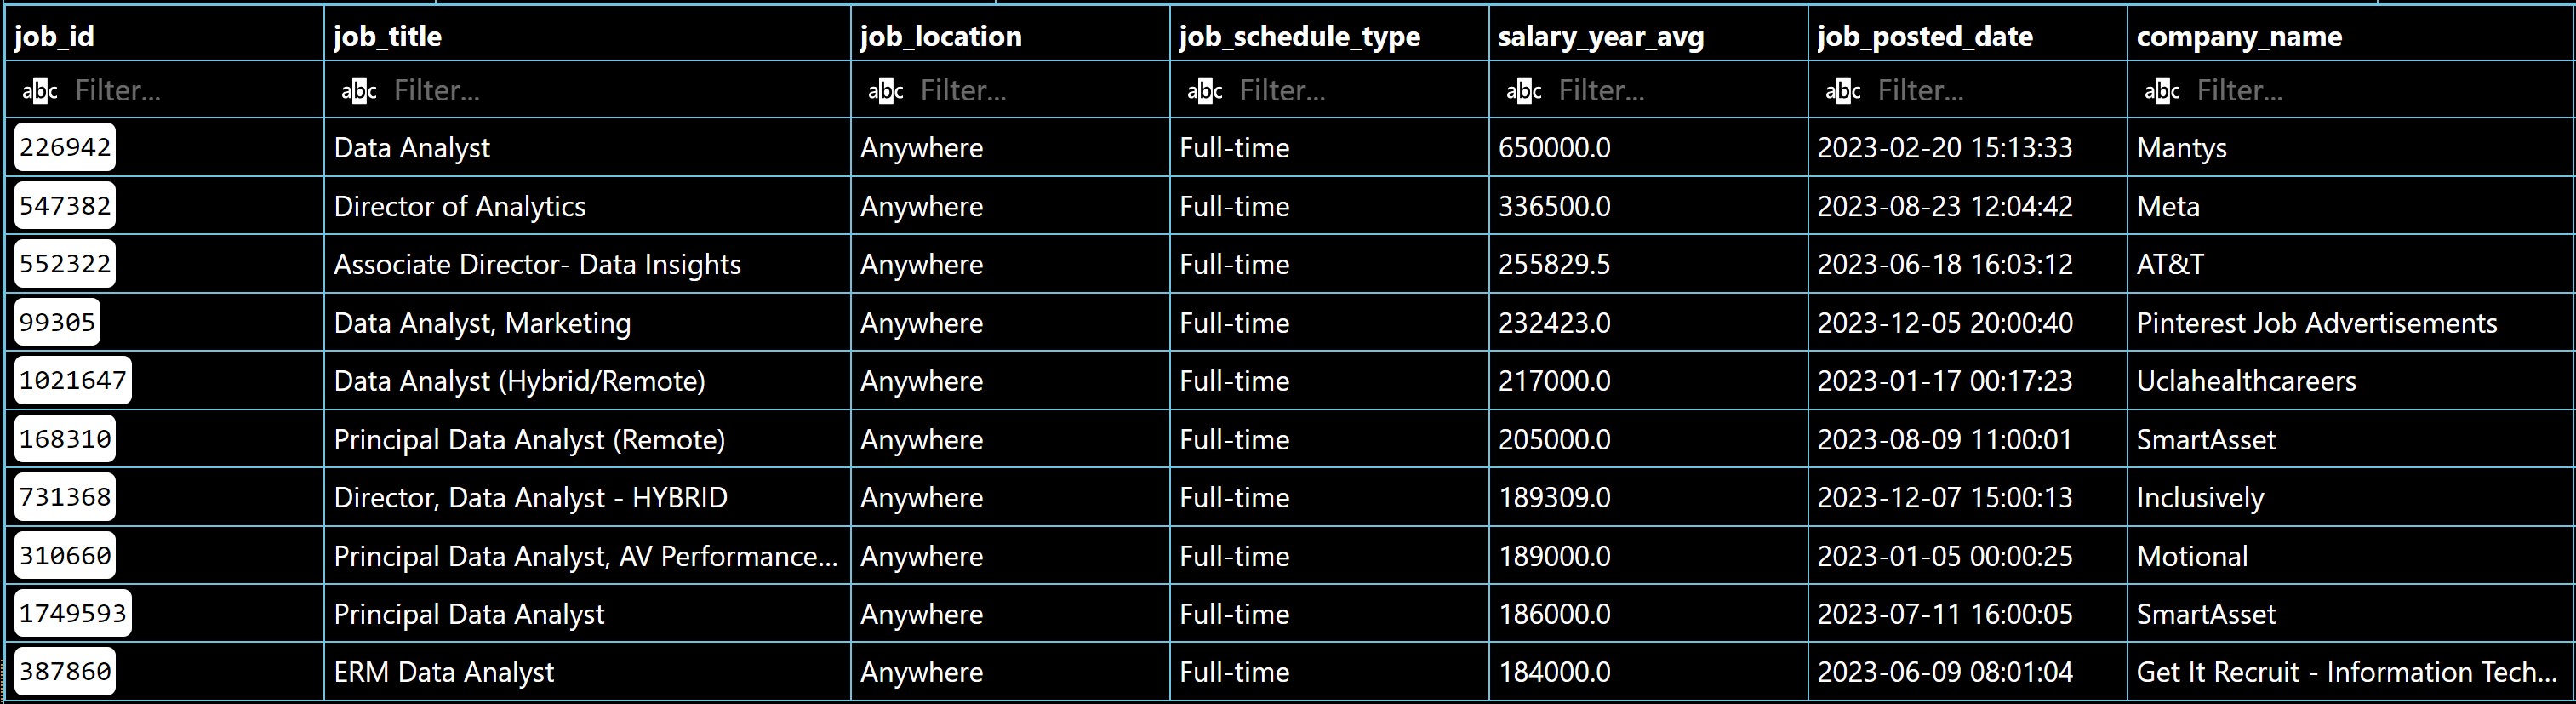 job_id job_title job_location job_schedule_type salary_year_avg job_posted_date company_name
abc Filter... abc Filter... abc Filter... abc Filter... abc Filter... abc Filter... abc Filter...
226942 Data Analyst Anywhere Full-time 650000.0 2023-02-20 15:13:33 Mantys
547382 Director of Analytics Anywhere Full-time 336500.0 2023-08-23 12:04:42 Meta
552322 Associate Director- Data Insights Anywhere Full-time 255829.5 2023-06-18 16:03:12 AT&T
99305 Data Analyst, Marketing Anywhere Full-time 232423.0 2023-12-05 20:00:40 Pinterest Job Advertisements
1021647 Data Analyst (Hybrid/Remote) Anywhere Full-time 217000.0 2023-01-17 00:17:23 Uclahealthcareers
168310 Principal Data Analyst (Remote) Anywhere Full-time 205000.0 2023-08-09 11:00:01 SmartAsset
731368 Director, Data Analyst - HYBRID Anywhere Full-time 189309.0 2023-12-07 15:00:13 Inclusively
310660 Principal Data Analyst, AV Performance... Anywhere Full-time 189000.0 2023-01-05 00:00:25 Motional
1749593 Principal Data Analyst Anywhere Full-time 186000.0 2023-07-11 16:00:05 SmartAsset
387860 ERM Data Analyst Anywhere Full-time 184000.0 2023-06-09 08:01:04 Get It Recruit - Information Tech...